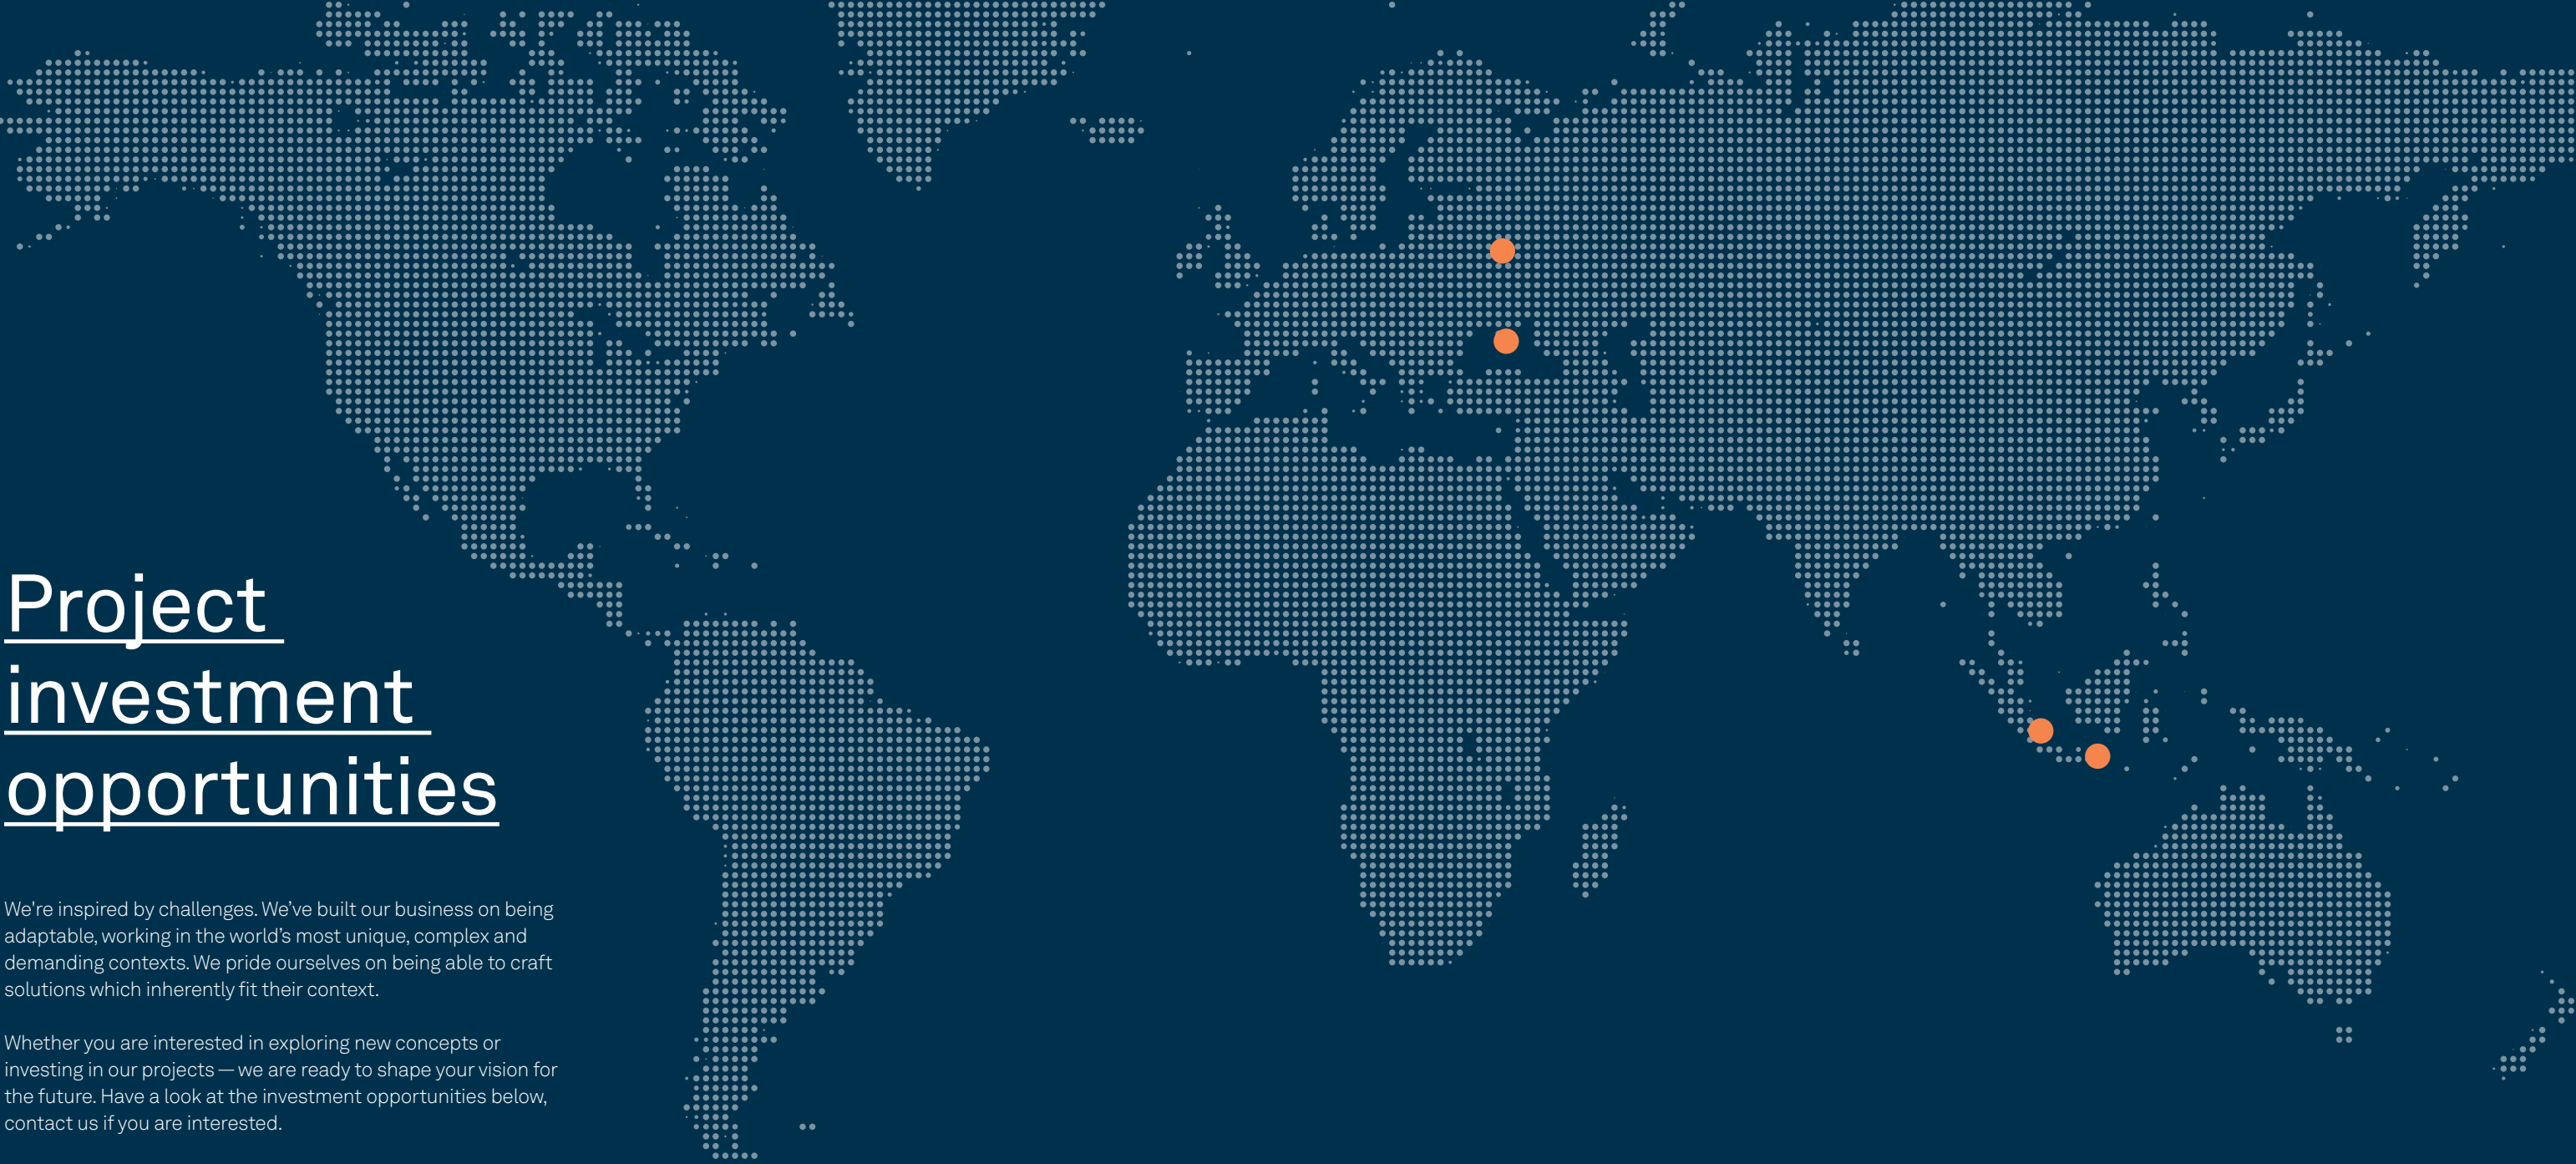 Project
investment
opportunities
We're inspired by challenges. We’ve built our business on being
adaptable, working in the world’s most unique, complex and
demanding contexts. We pride ourselves on being able to craft
solutions which inherently fit their context.
Whether you are interested in exploring new concepts or
investing in our projects — we are ready to shape your vision for
the future. Have a look at the investment opportunities below,
contact us if you are interested.